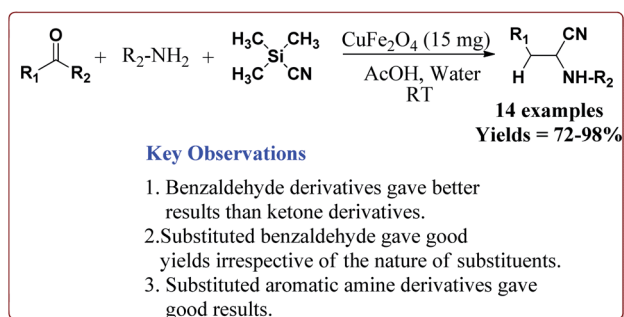 O
R1 R2 + R2-NH2 + H3C CH3 Si H3C CN CuFe2O4 (15 mg) R1 CN H NH-R2
AcOH, Water
RT
14 examples
Yields = 72-98%
Key Observations
1. Benzaldehyde derivatives gave better
results than ketone derivatives.
2.Substituted benzaldehyde gave good
yields irrespective of the nature of substituents.
3. Substituted aromatic amine derivatives gave
good results.